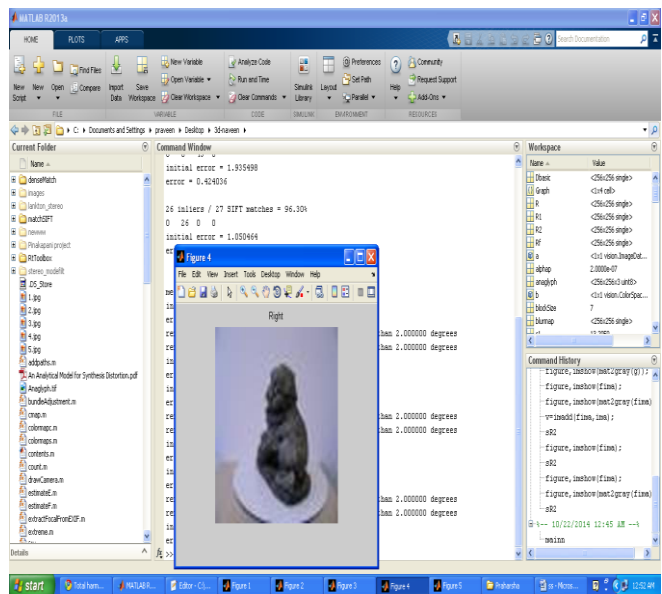 MATLAB R2013a
HOME PLOTS APPS
Search Documentation
New Script
New
Open
Find Files
Compare
Import Data
Save Workspace
New Variable
Open Variable
Clear Workspace
Analyze Code
Run and Time
Clear Commands
Simulink Library
Layout
Preferences
Set Path
Parallel
Help
Community
Request Support
Add-Ons
FILE VARIABLE CODE SIMULINK ENVIRONMENT RESOURCES
C: Documents and Settings praveen Desktop 3d-naveen
Current Folder
Name
denseMatch
images
lankton_stereo
matchSIFT
newww
Pinakapani project
RtToolbox
stereo_modefilt
.DS_Store
1.jpg
2.jpg
3.jpg
4.jpg
5.jpg
addpaths.m
An Analytical Model for Synthesis Distortion.pdf
Anaglyph.tif
bundleAdjustment.m
cmap.m
colormapc.m
colormaps.m
contents.m
count.m
drawCamera.m
estimateE.m
estimateF.m
extractFocalFromEXIF.m
extreme.m
Details
Command Window
initial error = 1.935498
error = 0.424036
26 inliers / 27 SIFT matches = 96.30%
0 26 0 0
initial error = 1.050464
Figure 4
File Edit View Insert Tools Desktop Window Help
Right
than 2.000000 degrees
than 2.000000 degrees
than 2.000000 degrees
than 2.000000 degrees
than 2.000000 degrees
than 2.000000 degrees
fx >>
Workspace
Name Value
Dbasic <256x256 single>
Graph <1x4 cell>
R <256x256 single>
R1 <256x256 single>
R2 <256x256 single>
Rf <256x256 single>
a <1x1 vision.ImageDat...
alphap 2.0000e-07
anaglyph <256x256x3 uint8>
b <1x1 vision.ColorSpac...
blockSize 7
blurmap <256x256 single>
Command History
figure,imshow(mat2gray(g));
figure,imshow(fima);
figure,imshow(mat2gray(fima)
v=imadd(fima,ima);
sR2
figure,imshow(fima);
sR2
figure,imshow(fima);
figure,imshow(mat2gray(fima)
sR2
%-- 10/22/2014 12:45 AM --%
mainn
start
Total ham...
MATLAB R...
Editor - C:\...
Figure 1
Figure 2
Figure 3
Figure 4
Figure 5
Praharsha
ss - Micros...
12:52 AM